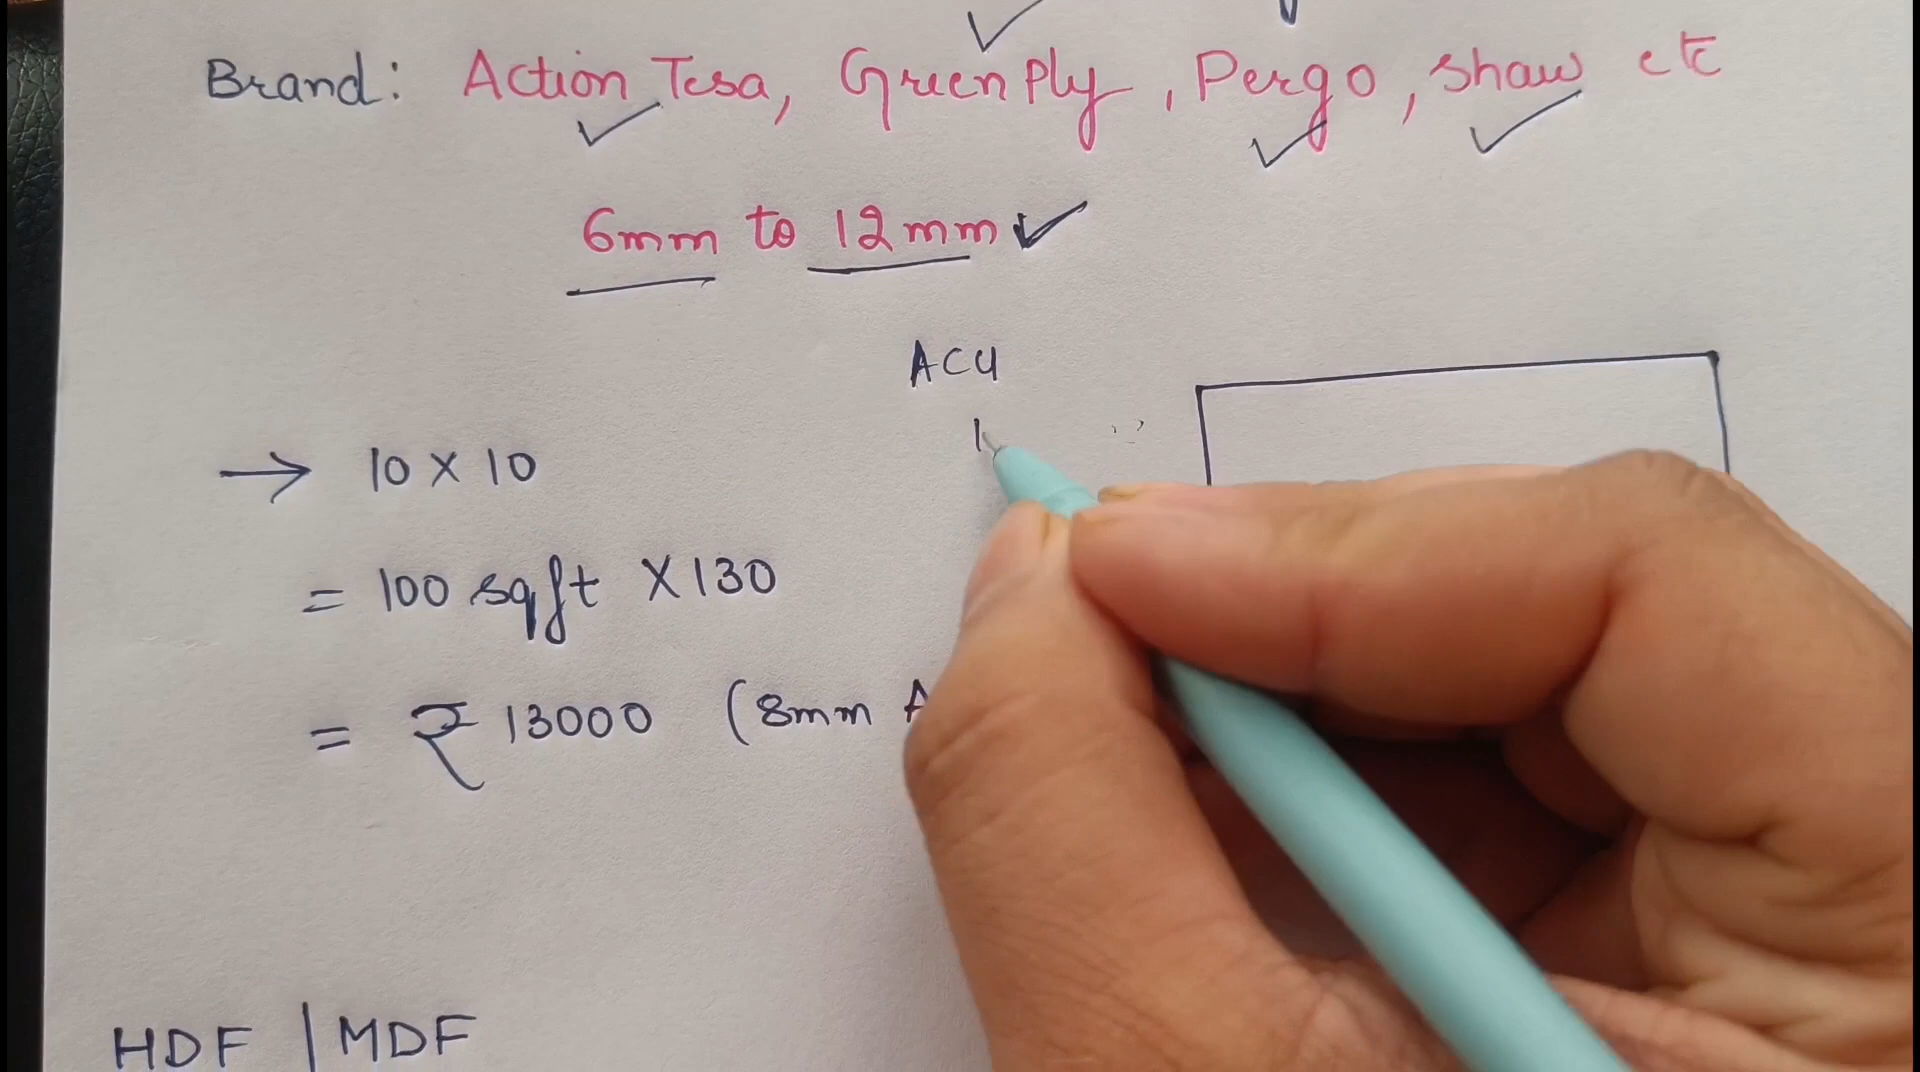 Brand: Action Tesa, GreenPly, Pergo, Shaw etc
6mm to 12mm
AC4
→ 10 X 10
= 100 sqft X 130
= ₹ 13000 (8mm A
HDF | MDF